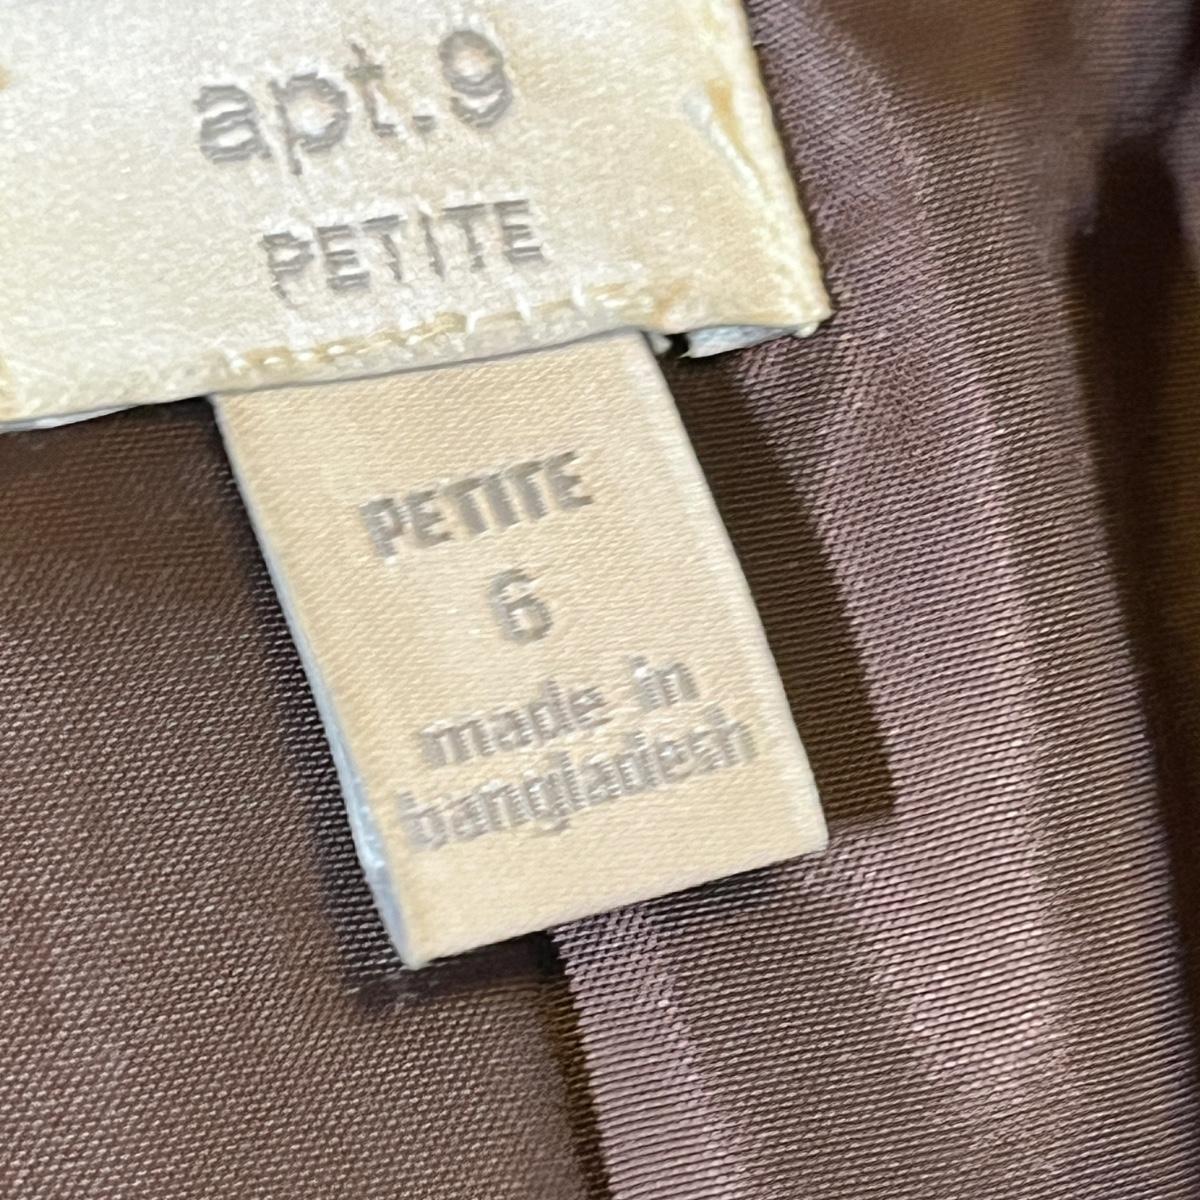 apt.9
PETITE
PETITE
6
made in
bangladesh